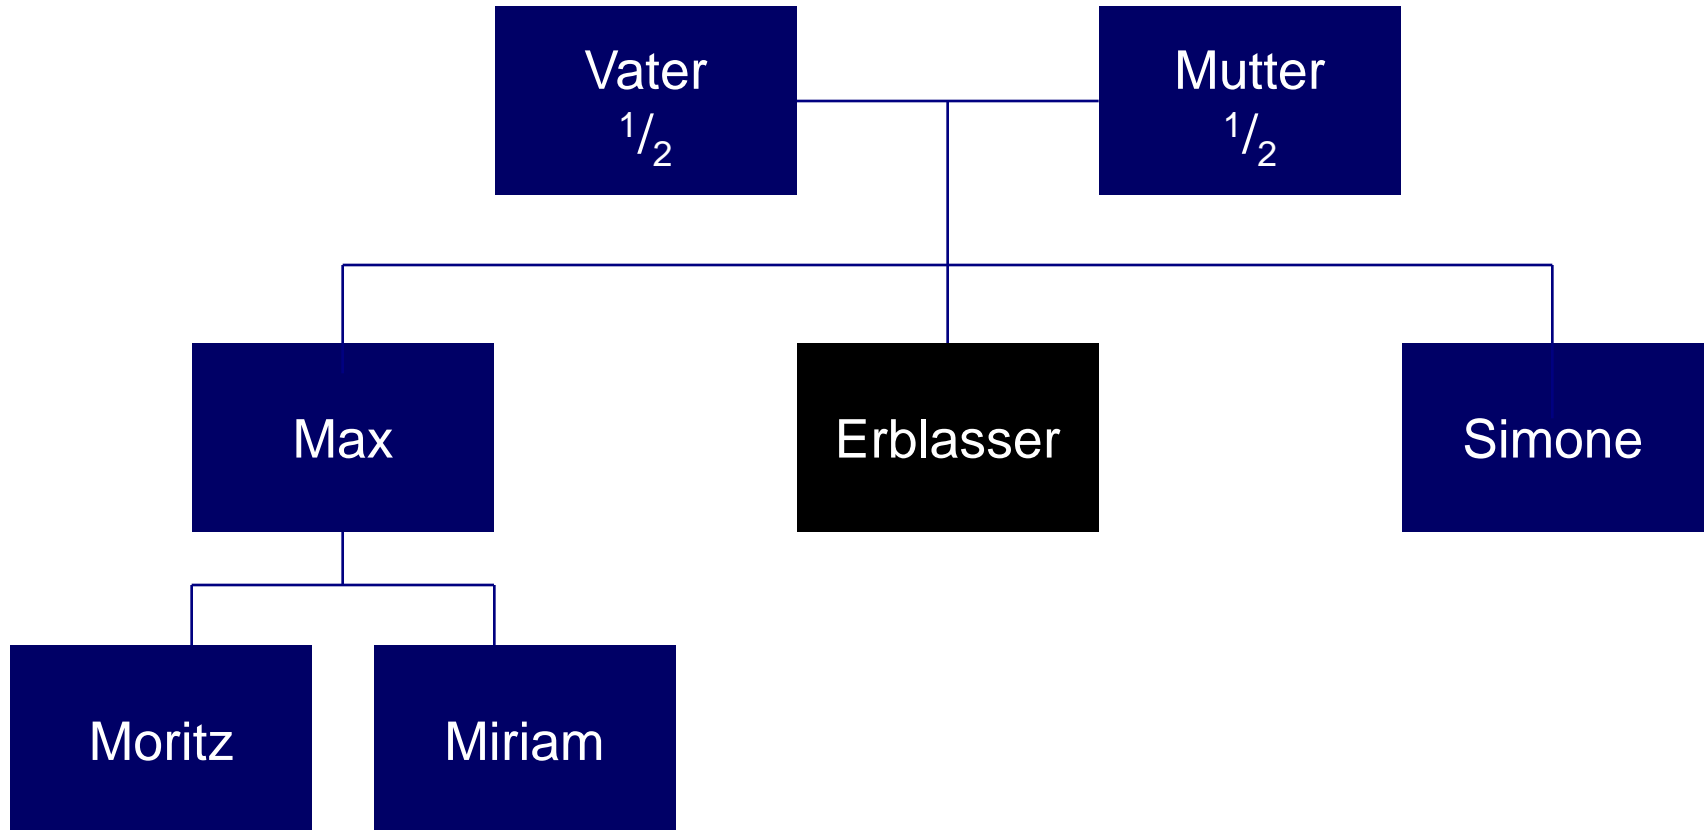 Vater
1/2
Mutter
1/2
Max
Erblasser
Simone
Moritz
Miriam